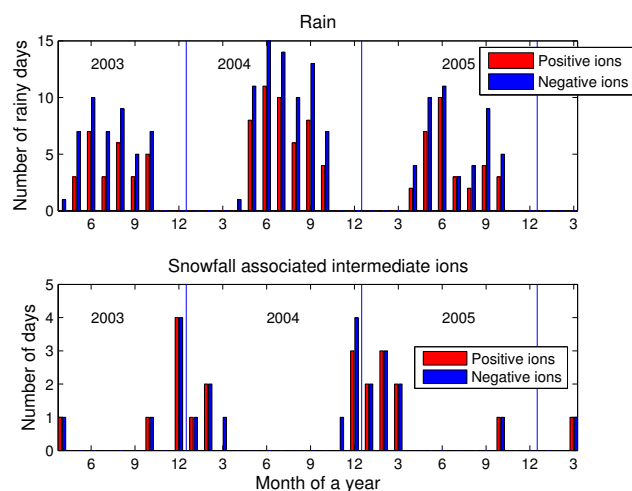 Rain
Number of rainy days
15
10
5
0
2003
2004
2005
Positive ions
Negative ions
6 9 12 3 6 9 12 3 6 9 12 3
Snowfall associated intermediate ions
Number of days
5
4
3
2
1
0
2003
2004
2005
Positive ions
Negative ions
6 9 12 3 6 9 12 3 6 9 12 3
Month of a year